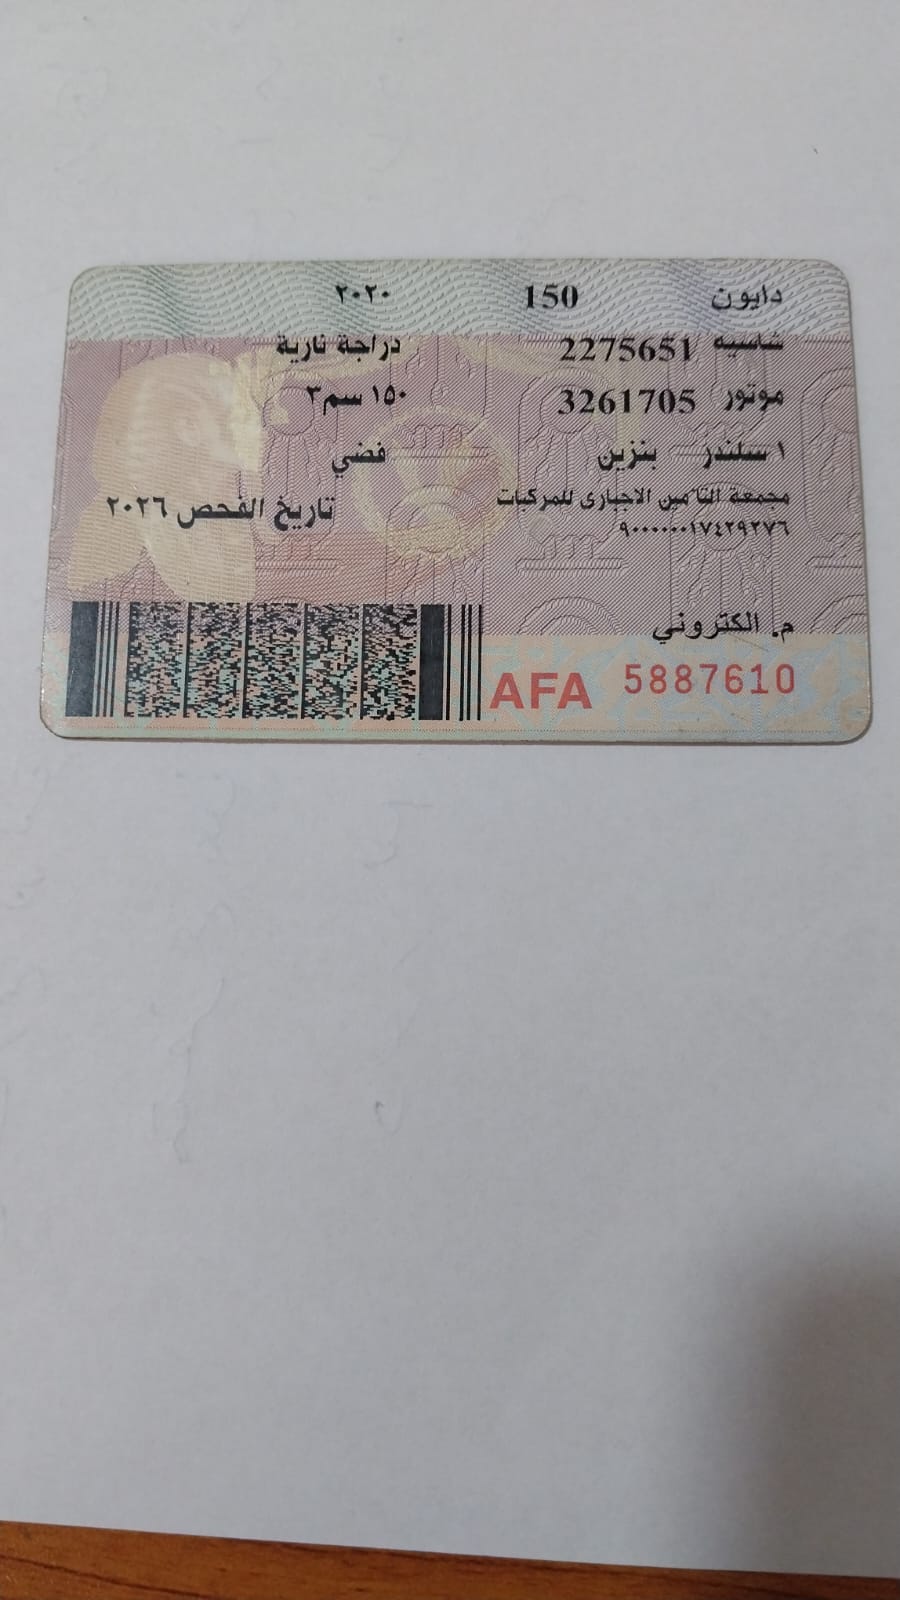 دايون 150 ٢٠٢٠
شاسيه 2275651 دراجة نارية
موتور 3261705 ١٥٠ سم٣
١ سلندر بنزين فضي
مجمعة التأمين الاجبارى للمركبات تاريخ الفحص ٢٠٢٦
٩٠٠٠٠٠٠١٧٤٢٩٢٧٦
م. الكتروني
AFA 5887610